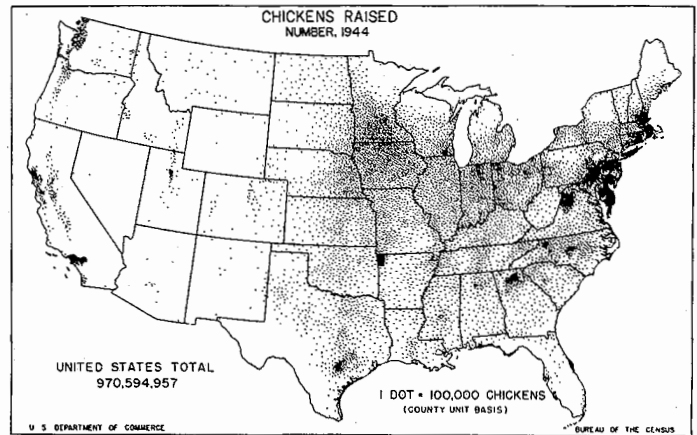 CHICKENS RAISED
NUMBER, 1944
UNITED STATES TOTAL
970,594,957
1 DOT = 100,000 CHICKENS
(COUNTY UNIT BASIS)
U S DEPARTMENT OF COMMERCE
BUREAU OF THE CENSUS